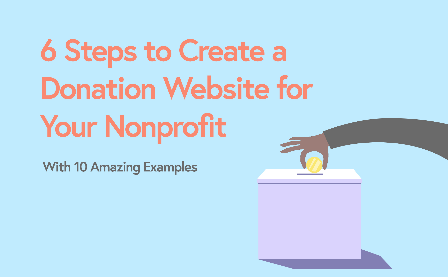 6 Steps to Create a
Donation Website for
Your Nonprofit
With 10 Amazing Examples